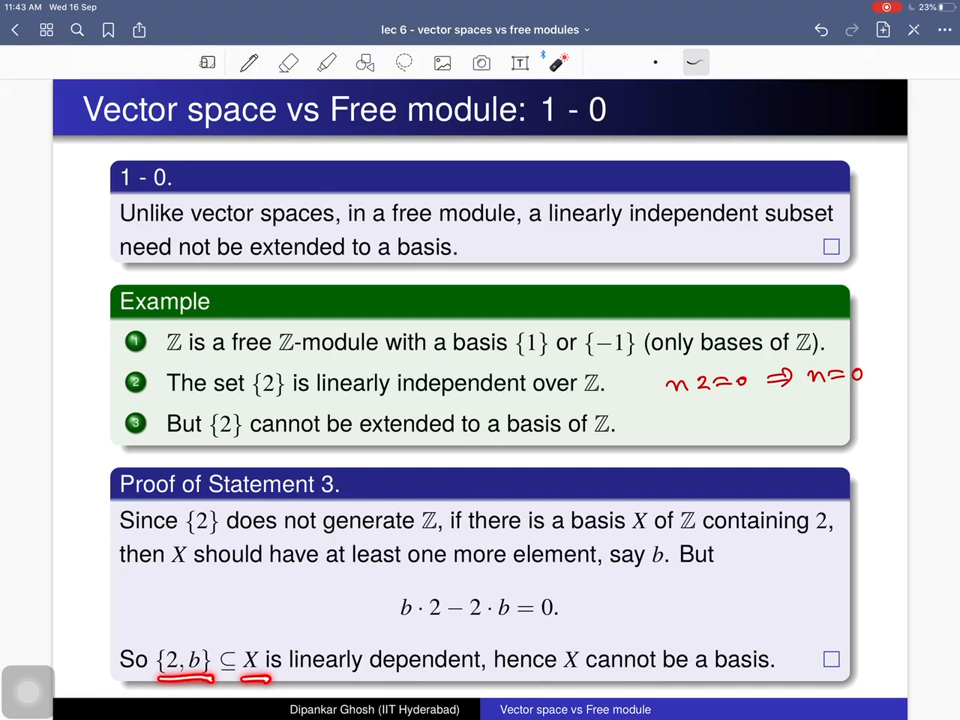 11:43 AM Wed 16 Sep
23%
lec 6 - vector spaces vs free modules
Vector space vs Free module: 1 - 0
1 - 0.
Unlike vector spaces, in a free module, a linearly independent subset
need not be extended to a basis. □
Example
1 ℤ is a free ℤ-module with a basis {1} or {−1} (only bases of ℤ).
2 The set {2} is linearly independent over ℤ. n 2 = 0 ⇒ n = 0
3 But {2} cannot be extended to a basis of ℤ.
Proof of Statement 3.
Since {2} does not generate ℤ, if there is a basis X of ℤ containing 2,
then X should have at least one more element, say b. But
b · 2 − 2 · b = 0.
So {2, b} ⊆ X is linearly dependent, hence X cannot be a basis. □
Dipankar Ghosh (IIT Hyderabad) Vector space vs Free module